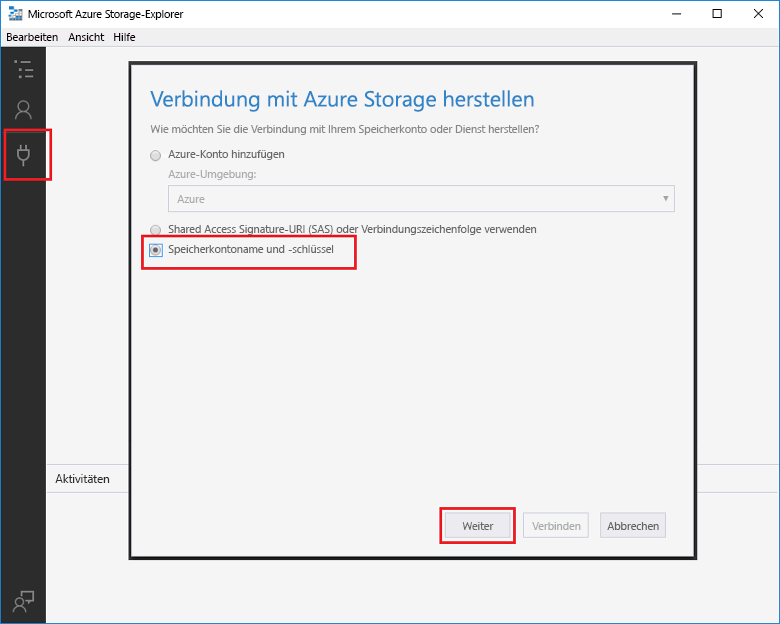 Microsoft Azure Storage-Explorer
Bearbeiten Ansicht Hilfe
Verbindung mit Azure Storage herstellen
Wie möchten Sie die Verbindung mit Ihrem Speicherkonto oder Dienst herstellen?
Azure-Konto hinzufügen
Azure-Umgebung:
Azure
Shared Access Signature-URI (SAS) oder Verbindungszeichenfolge verwenden
Speicherkontoname und -schlüssel
Aktivitäten
Weiter Verbinden Abbrechen